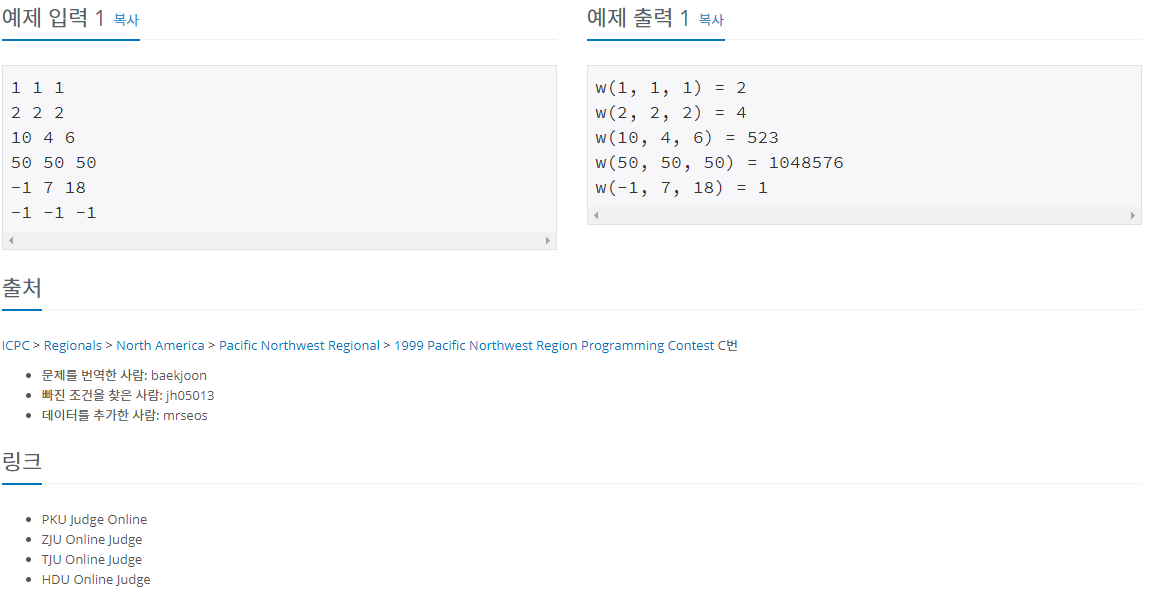 예제 입력 1 복사
1 1 1
2 2 2
10 4 6
50 50 50
-1 7 18
-1 -1 -1
예제 출력 1 복사
w(1, 1, 1) = 2
w(2, 2, 2) = 4
w(10, 4, 6) = 523
w(50, 50, 50) = 1048576
w(-1, 7, 18) = 1
출처
ICPC > Regionals > North America > Pacific Northwest Regional > 1999 Pacific Northwest Region Programming Contest C번
문제를 번역한 사람: baekjoon
빠진 조건을 찾은 사람: jh05013
데이터를 추가한 사람: mrseos
링크
PKU Judge Online
ZJU Online Judge
TJU Online Judge
HDU Online Judge